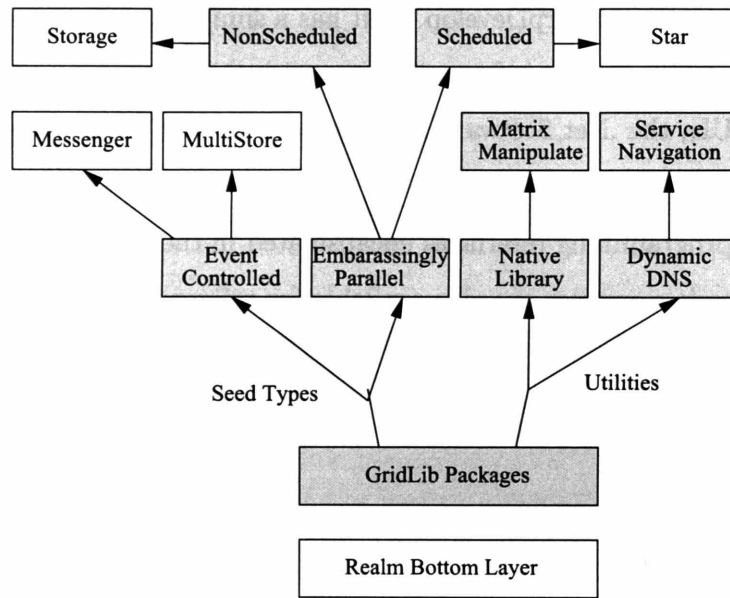 Storage
NonScheduled
Scheduled
Star
Messenger
MultiStore
Matrix
Manipulate
Service
Navigation
Event
Controlled
Embarassingly
Parallel
Native
Library
Dynamic
DNS
Seed Types
Utilities
GridLib Packages
Realm Bottom Layer